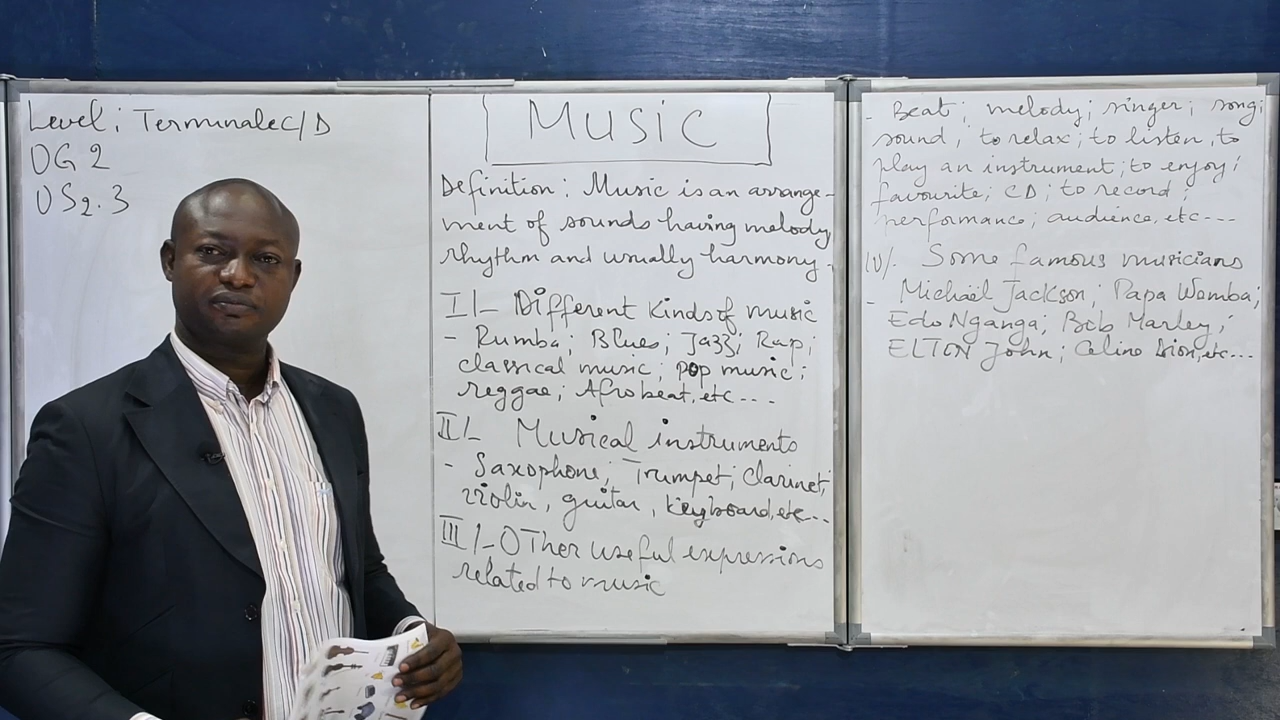 Level: Terminale C/D
OG 2
OS2.3
MUSIC
Definition: Music is an arrange-
ment of sounds having melody,
rhythm and usually harmony.
I/- Different kinds of music
- Rumba; Blues; Jazz; Rap;
classical music; pop music;
reggae; Afrobeat, etc....
II/- Musical instruments
- Saxophone; Trumpet; clarinet;
violin, guitar, keyboard, etc...
III/- Other useful expressions
related to music
- Beat; melody; singer; song;
sound; to relax; to listen, to
play an instrument; to enjoy;
favourite; CD; to record;
performance; audience, etc....
IV/. Some famous musicians
- Michaël Jackson; Papa Wemba;
Edo Nganga; Bob Marley;
ELTON John; Celine Dion, etc....